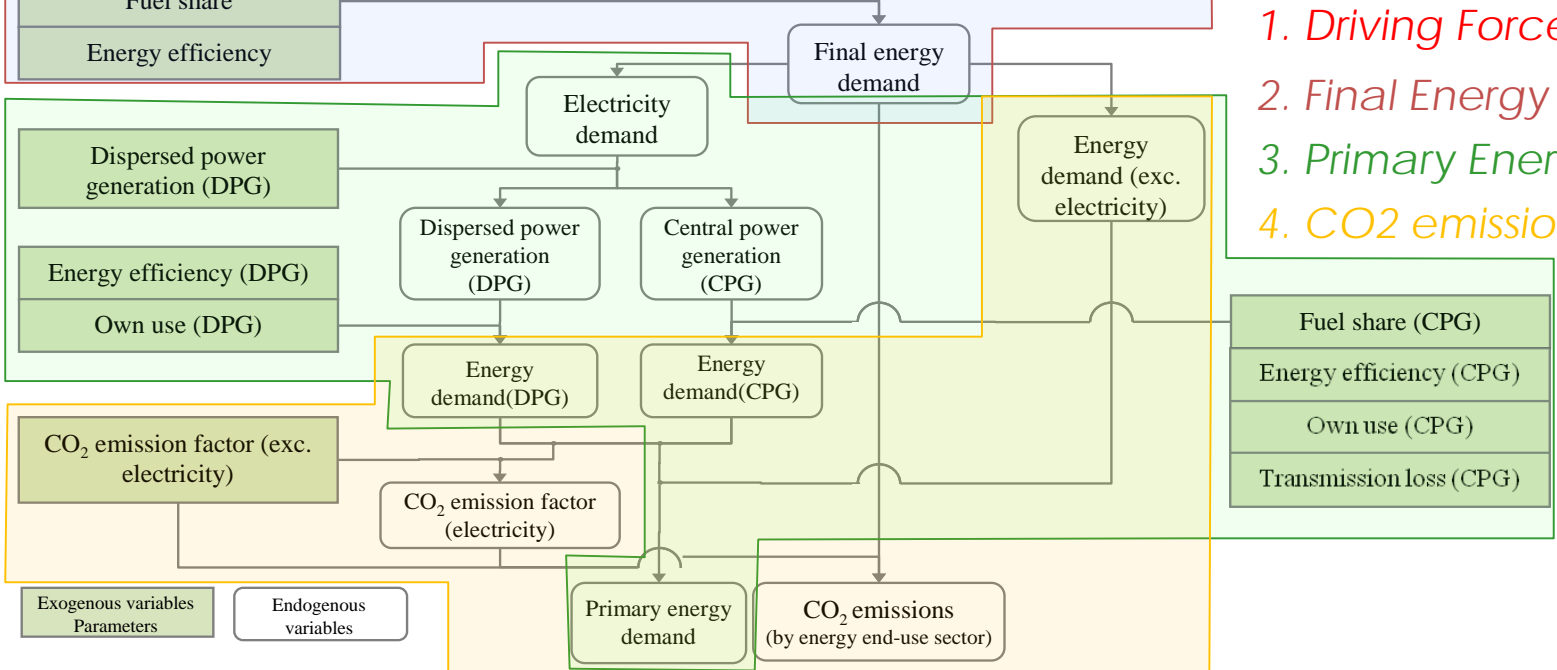 Fuel share
Energy efficiency
Final energy
demand
1. Driving Force
2. Final Energy
3. Primary Ener
4. CO2 emissio
Electricity
demand
Energy
demand (exc.
electricity)
Dispersed power
generation (DPG)
Dispersed power
generation
(DPG)
Central power
generation
(CPG)
Energy efficiency (DPG)
Own use (DPG)
Fuel share (CPG)
Energy efficiency (CPG)
Own use (CPG)
Transmission loss (CPG)
Energy
demand(DPG)
Energy
demand(CPG)
CO2 emission factor (exc.
electricity)
CO2 emission factor
(electricity)
Exogenous variables
Parameters
Endogenous
variables
Primary energy
demand
CO2 emissions
(by energy end-use sector)